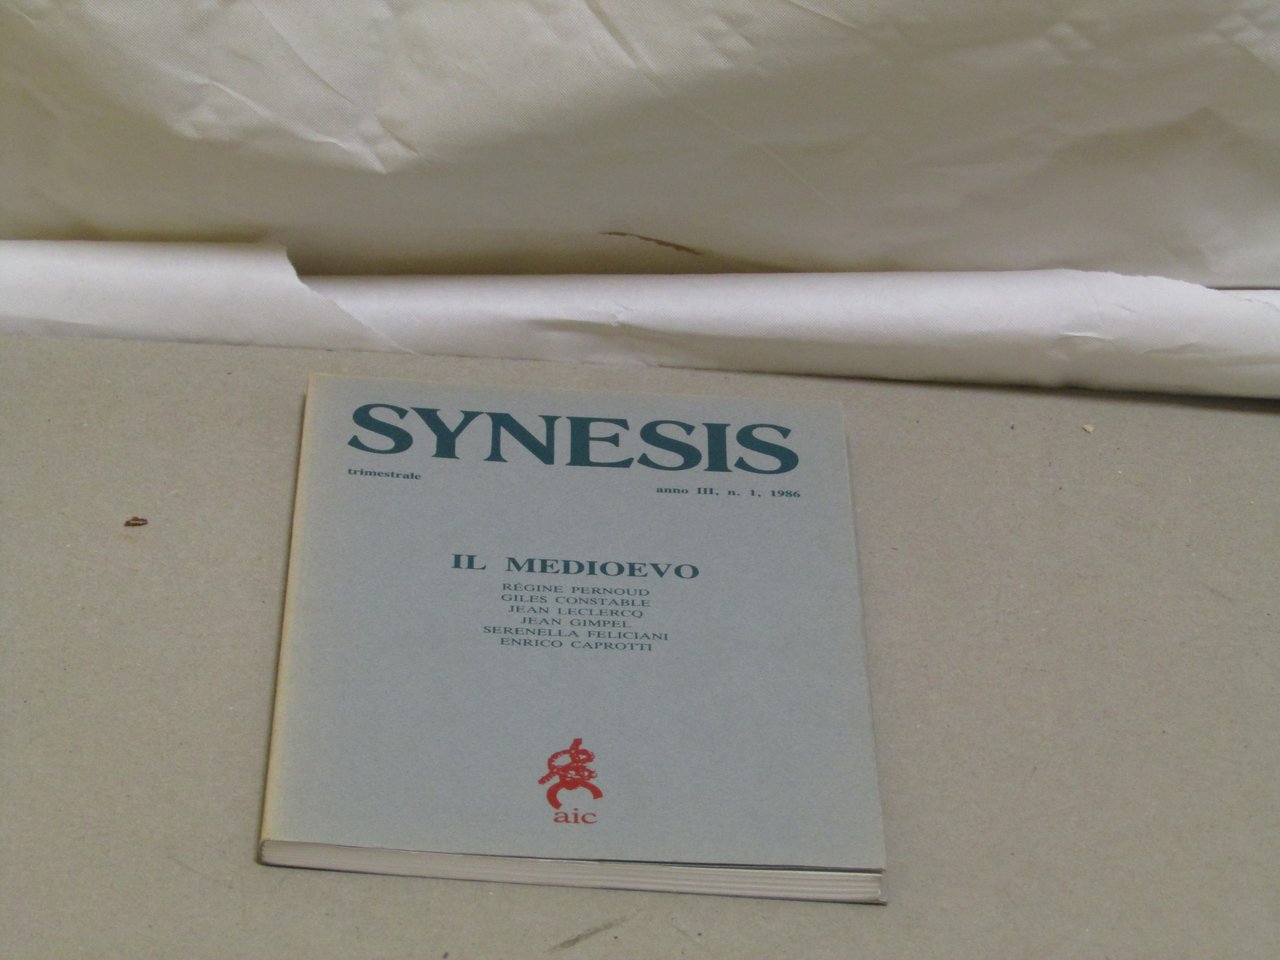 SYNESIS
trimestrale
anno III, n. 1, 1986
IL MEDIOEVO
RÉGINE PERNOUD
GILES CONSTABLE
JEAN LECLERCQ
JEAN GIMPEL
SERENELLA FELICIANI
ENRICO CAPROTTI
aic